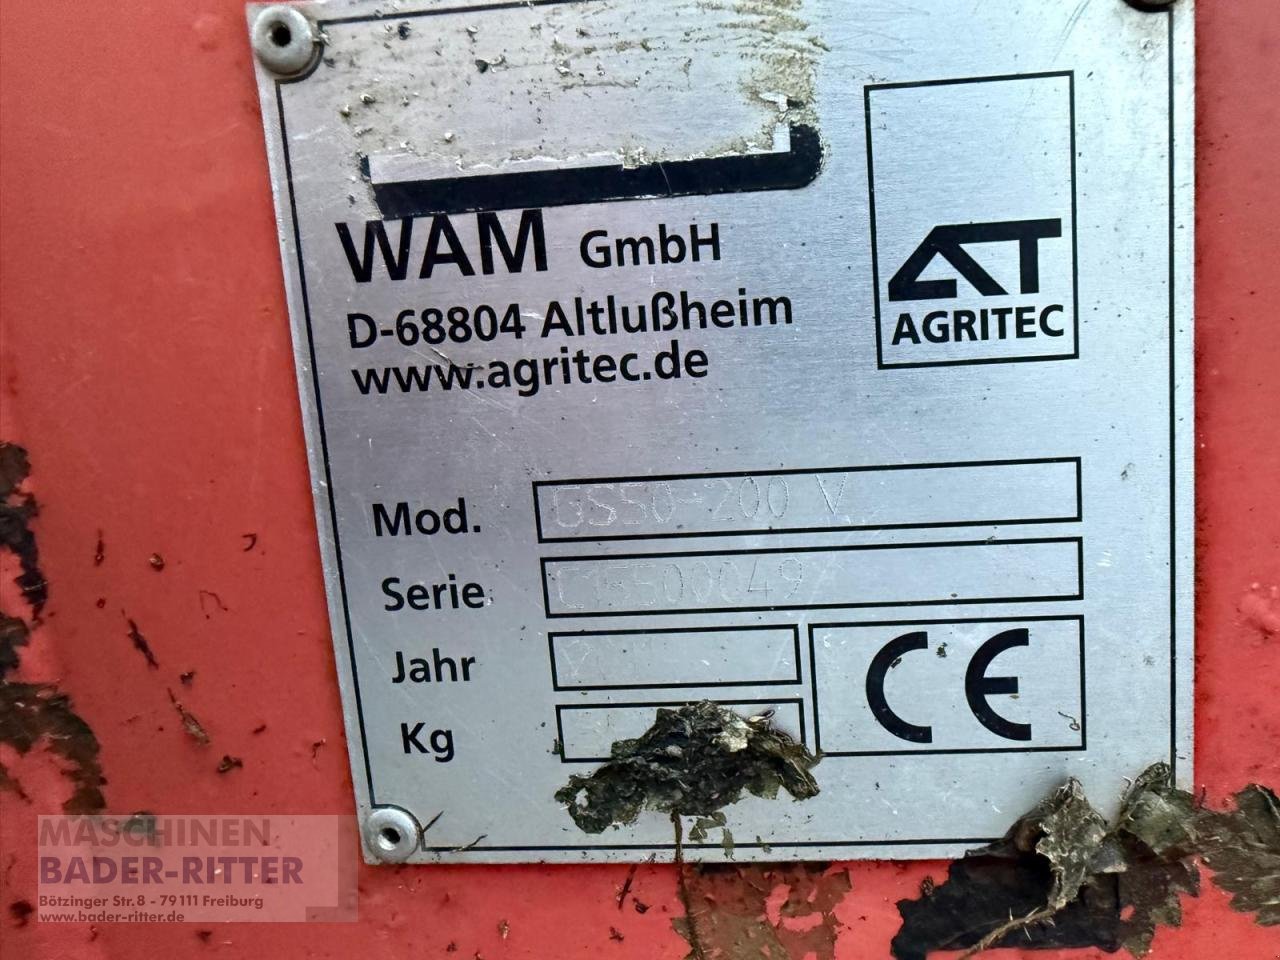 WAM GmbH
D-68804 Altlußheim
www.agritec.de
AT
AGRITEC
Mod. GS50-200 V
Serie
Jahr
Kg
CE
MASCHINEN
BADER-RITTER
Bötzinger Str.8 - 79111 Freiburg
www.bader-ritter.de